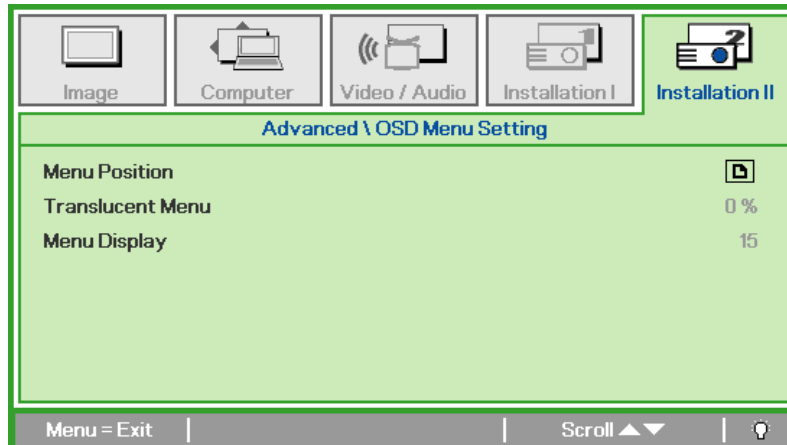 Image
Computer
Video / Audio
Installation I
Installation II
Advanced \ OSD Menu Setting
Menu Position
Translucent Menu 0 %
Menu Display 15
Menu = Exit Scroll ▲▼